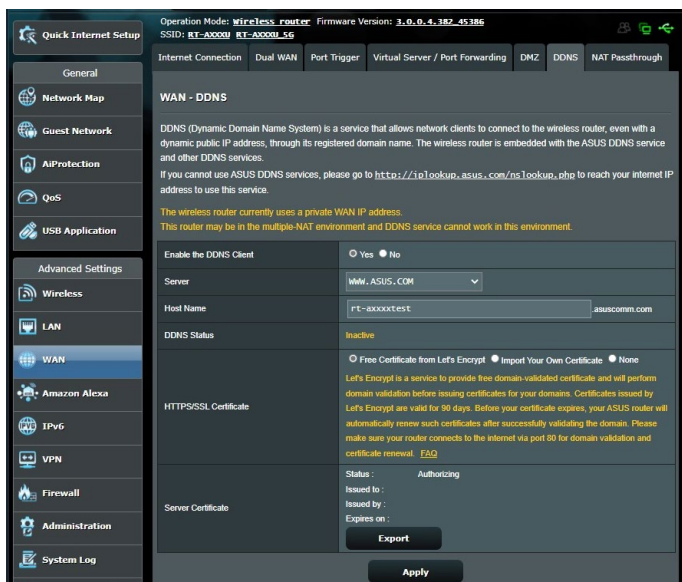 Quick Internet Setup
General
Network Map
Guest Network
AiProtection
QoS
USB Application
Advanced Settings
Wireless
LAN
WAN
Amazon Alexa
IPv6
VPN
Firewall
Administration
System Log
Operation Mode: Wireless router Firmware Version: 3.0.0.4.382_45386
SSID: RT-AXXXU RT-AXXXU_5G
Internet Connection Dual WAN Port Trigger Virtual Server / Port Forwarding DMZ DDNS NAT Passthrough
WAN - DDNS
DDNS (Dynamic Domain Name System) is a service that allows network clients to connect to the wireless router, even with a
dynamic public IP address, through its registered domain name. The wireless router is embedded with the ASUS DDNS service
and other DDNS services.
If you cannot use ASUS DDNS services, please go to http://iplookup.asus.com/nslookup.php to reach your internet IP
address to use this service.
The wireless router currently uses a private WAN IP address.
This router may be in the multiple-NAT environment and DDNS service cannot work in this environment.
Enable the DDNS Client Yes No
Server WWW.ASUS.COM
Host Name rt-axxxxtest .asuscomm.com
DDNS Status Inactive
HTTPS/SSL Certificate
Free Certificate from Let's Encrypt Import Your Own Certificate None
Let's Encrypt is a service to provide free domain-validated certificate and will perform
domain validation before issuing certificates for your domains. Certificates issued by
Let's Encrypt are valid for 90 days. Before your certificate expires, your ASUS router will
automatically renew such certificates after successfully validating the domain. Please
make sure your router connects to the internet via port 80 for domain validation and
certificate renewal. FAQ
Server Certificate
Status : Authorizing
Issued to :
Issued by :
Expires on :
Export
Apply